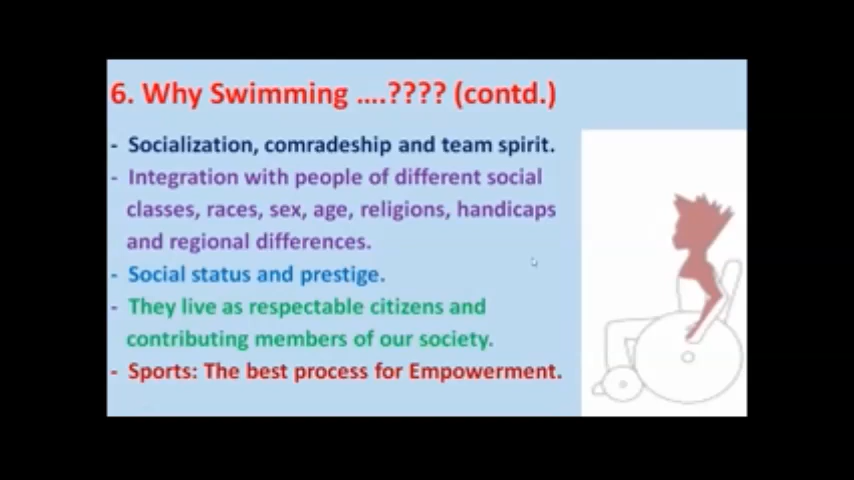 6. Why Swimming ....???? (contd.)
- Socialization, comradeship and team spirit.
- Integration with people of different social
classes, races, sex, age, religions, handicaps
and regional differences.
- Social status and prestige.
- They live as respectable citizens and
contributing members of our society.
- Sports: The best process for Empowerment.